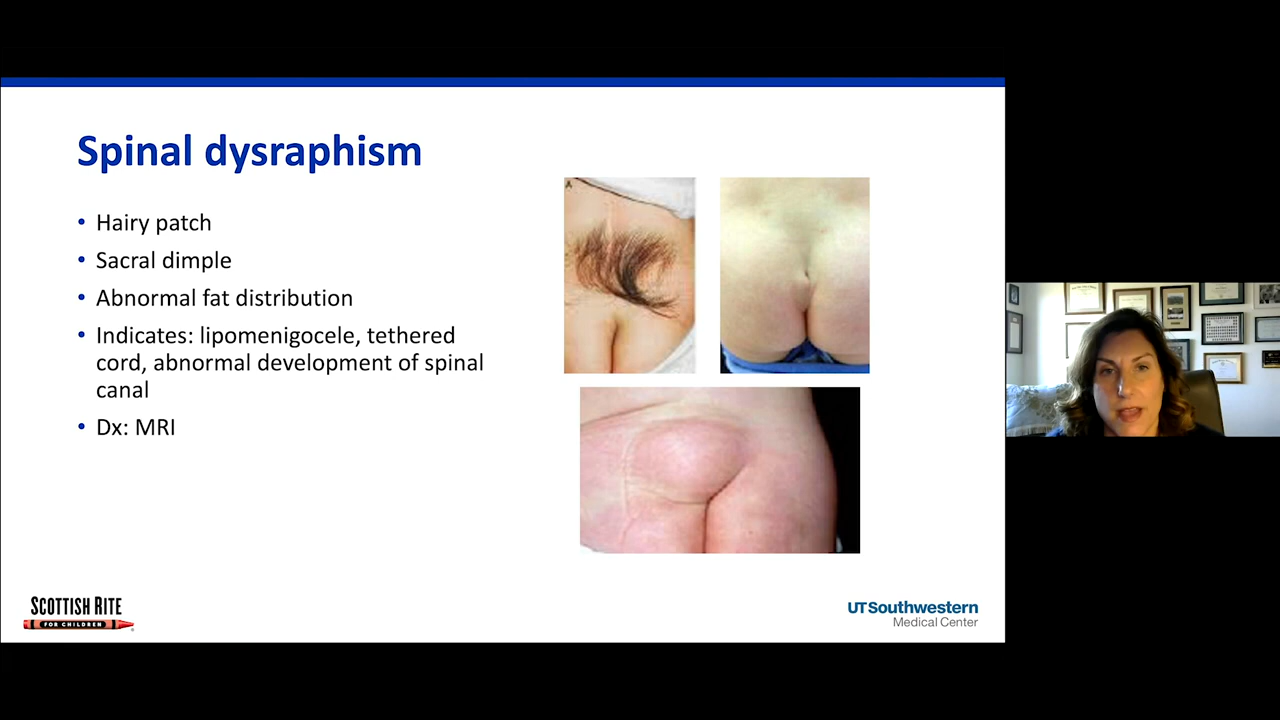 Spinal dysraphism
• Hairy patch
• Sacral dimple
• Abnormal fat distribution
• Indicates: lipomenigocele, tethered
cord, abnormal development of spinal
canal
• Dx: MRI
A
SCOTTISH RITE
FOR CHILDREN
UTSouthwestern
Medical Center